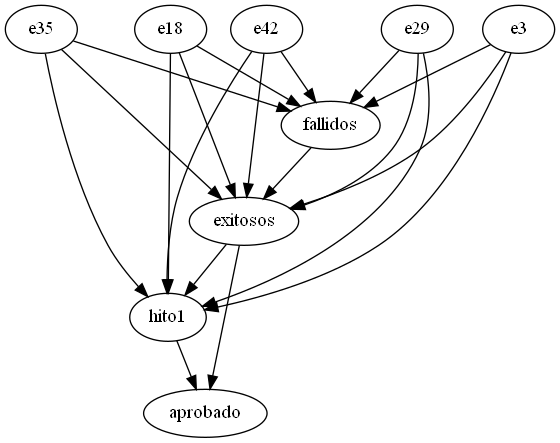 e35
e18
e42
e29
e3
fallidos
exitosos
hito1
aprobado